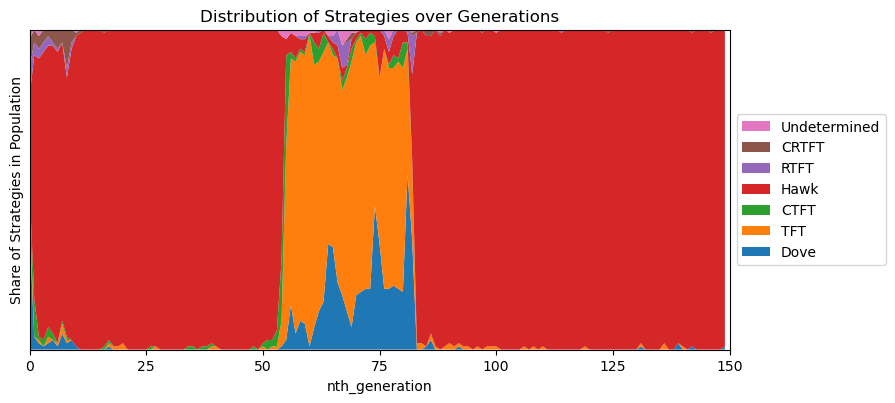 Distribution of Strategies over Generations
Share of Strategies in Population
0
25
50
75
100
125
150
nth_generation
Undetermined
CRTFT
RTFT
Hawk
CTFT
TFT
Dove